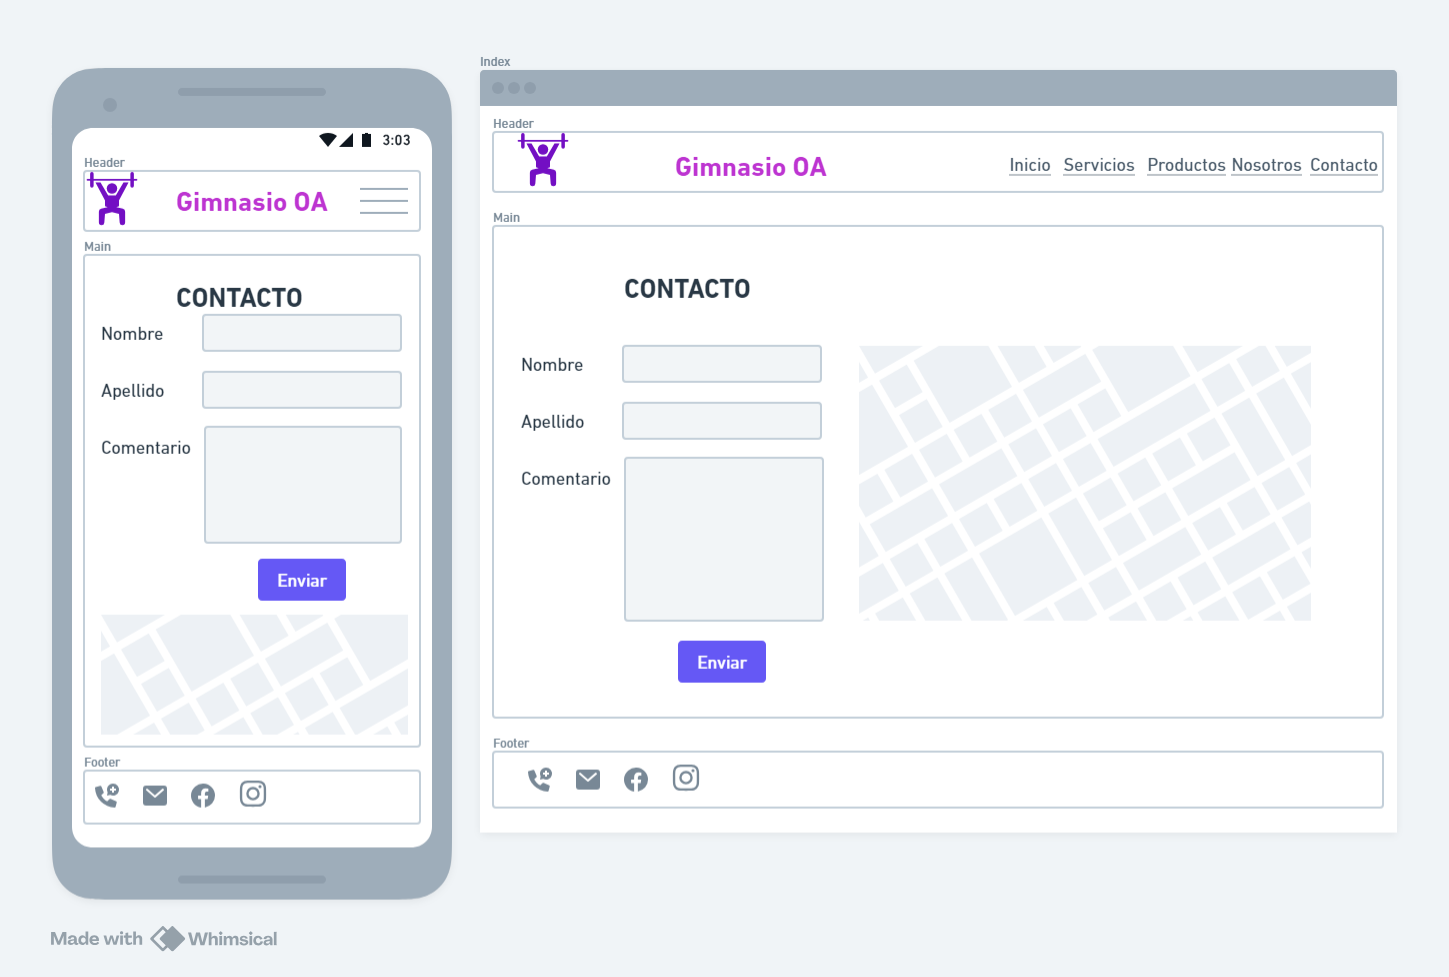 3:03
Header
Gimnasio OA
Main
CONTACTO
Nombre
Apellido
Comentario
Enviar
Footer
Index
Header
Gimnasio OA
Inicio Servicios Productos Nosotros Contacto
Main
CONTACTO
Nombre
Apellido
Comentario
Enviar
Footer
Made with Whimsical